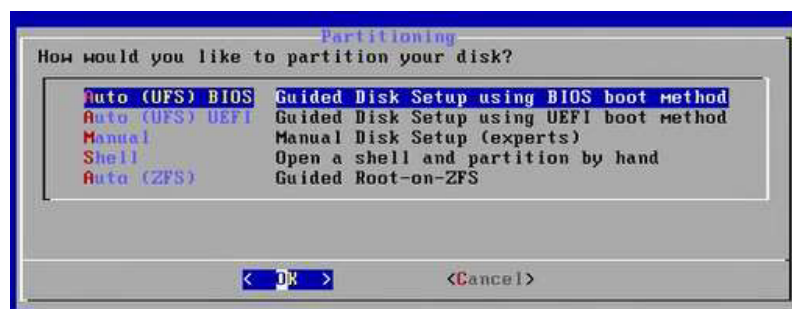 Partitioning
How would you like to partition your disk?
Auto (UFS) BIOS Guided Disk Setup using BIOS boot method
Auto (UFS) UEFI Guided Disk Setup using UEFI boot method
Manual Manual Disk Setup (experts)
Shell Open a shell and partition by hand
Auto (ZFS) Guided Root-on-ZFS
< OK > <Cancel>